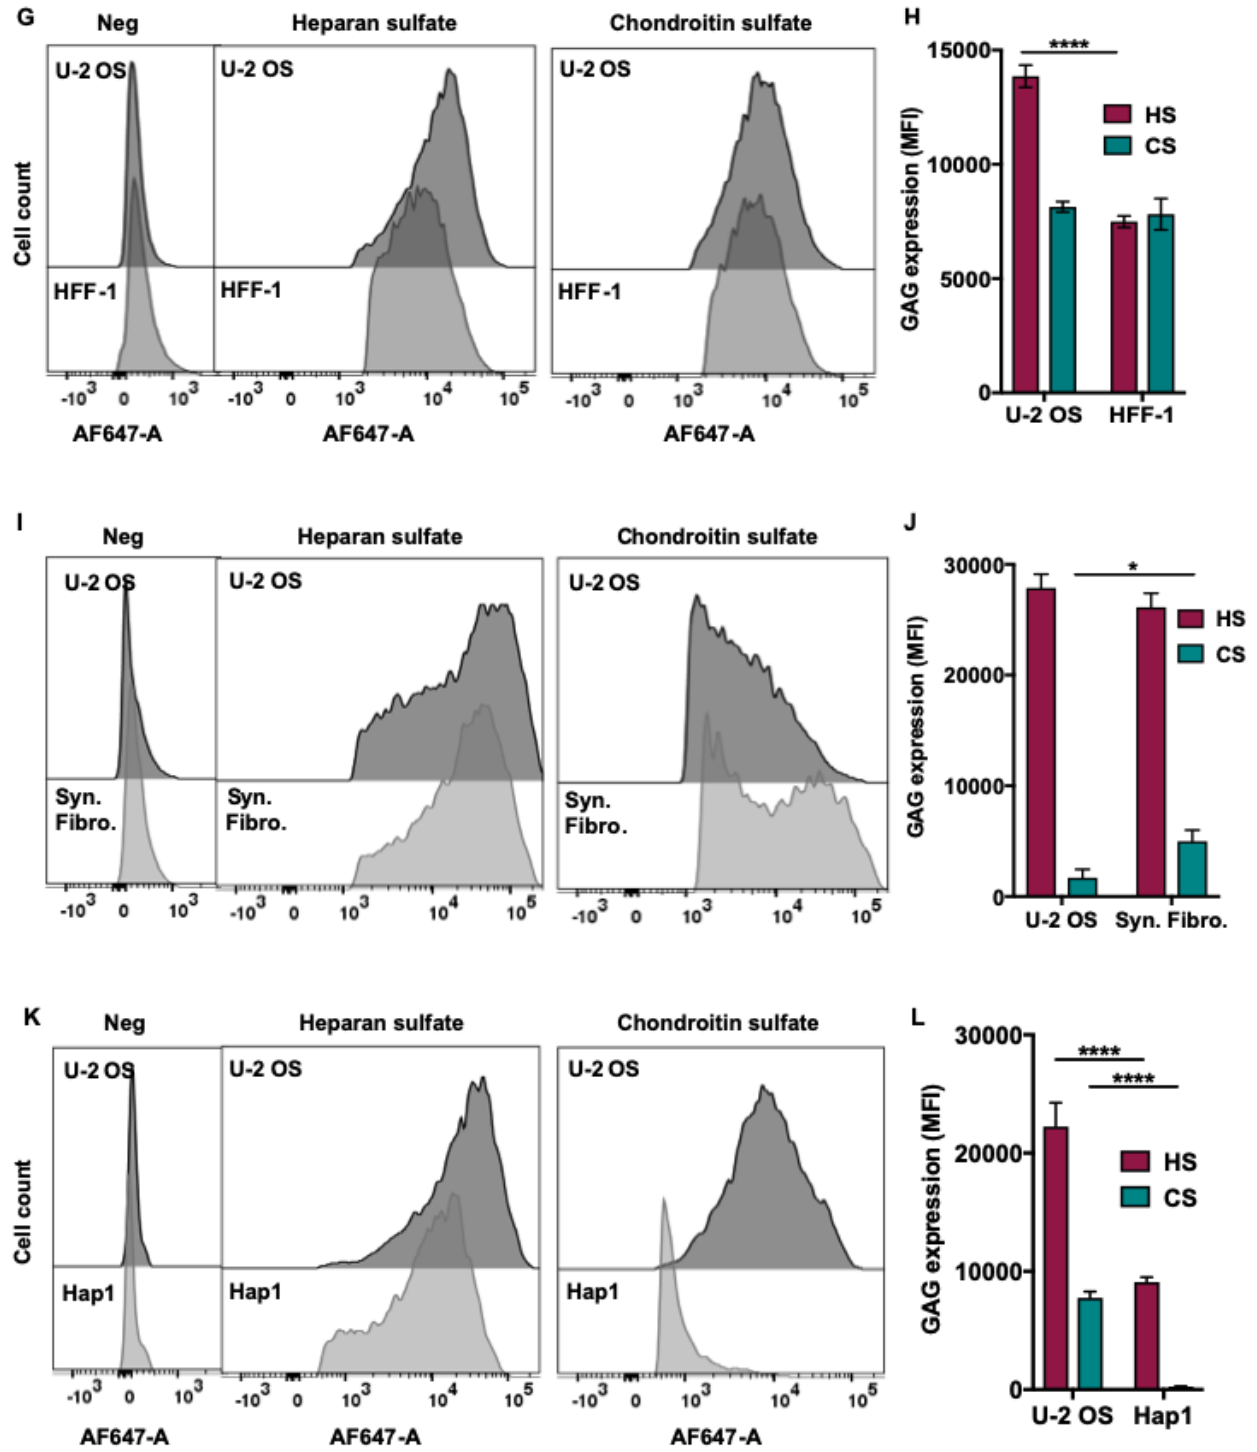 G
Neg
Heparan sulfate
Chondroitin sulfate
H
U-2 OS
U-2 OS
U-2 OS
HFF-1
HFF-1
HFF-1
Cell count
-10³ 0 10³
-10³ 0 10³ 10⁴ 10⁵
-10³ 0 10³ 10⁴ 10⁵
AF647-A
AF647-A
AF647-A
GAG expression (MFI)
15000
10000
5000
0
****
HS
CS
U-2 OS HFF-1
I
Neg
Heparan sulfate
Chondroitin sulfate
J
U-2 OS
U-2 OS
U-2 OS
Syn.
Fibro.
Syn.
Fibro.
Syn.
Fibro.
-10³ 0 10³
-10³ 0 10³ 10⁴ 10⁵
-10³ 0 10³ 10⁴ 10⁵
GAG expression (MFI)
30000
20000
10000
0
*
HS
CS
U-2 OS Syn. Fibro.
K
Neg
Heparan sulfate
Chondroitin sulfate
L
U-2 OS
U-2 OS
U-2 OS
Hap1
Hap1
Hap1
Cell count
-10³ 0 10³
-10³ 0 10³ 10⁴ 10⁵
-10³ 0 10³ 10⁴ 10⁵
AF647-A
AF647-A
AF647-A
GAG expression (MFI)
30000
20000
10000
0
****
****
HS
CS
U-2 OS Hap1